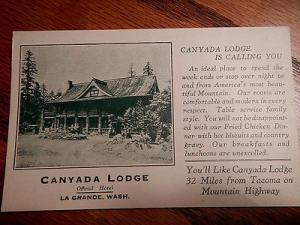 CANYADA LODGE
IS CALLING YOU
An ideal place to spend the
week ends or stop over night to
and from America's most beau-
tiful Mountain. Our rooms are
comfortable and modern in every
respect. Table service family
style. You will not be disappoint-
ed with our Fried Chicken Din-
ner with hot biscuits and country
gravy. Our breakfasts and
luncheons are unexcelled.
You'll Like Canyada Lodge
32 Miles from Tacoma on
Mountain Highway
CANYADA LODGE
Official Hotel
LA GRANDE, WASH.